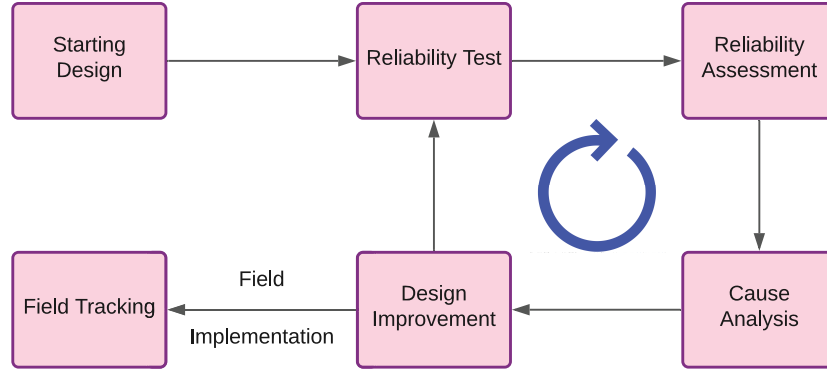 Starting
Design
Reliability Test
Reliability
Assessment
Field Tracking
Field
Implementation
Design
Improvement
Cause
Analysis